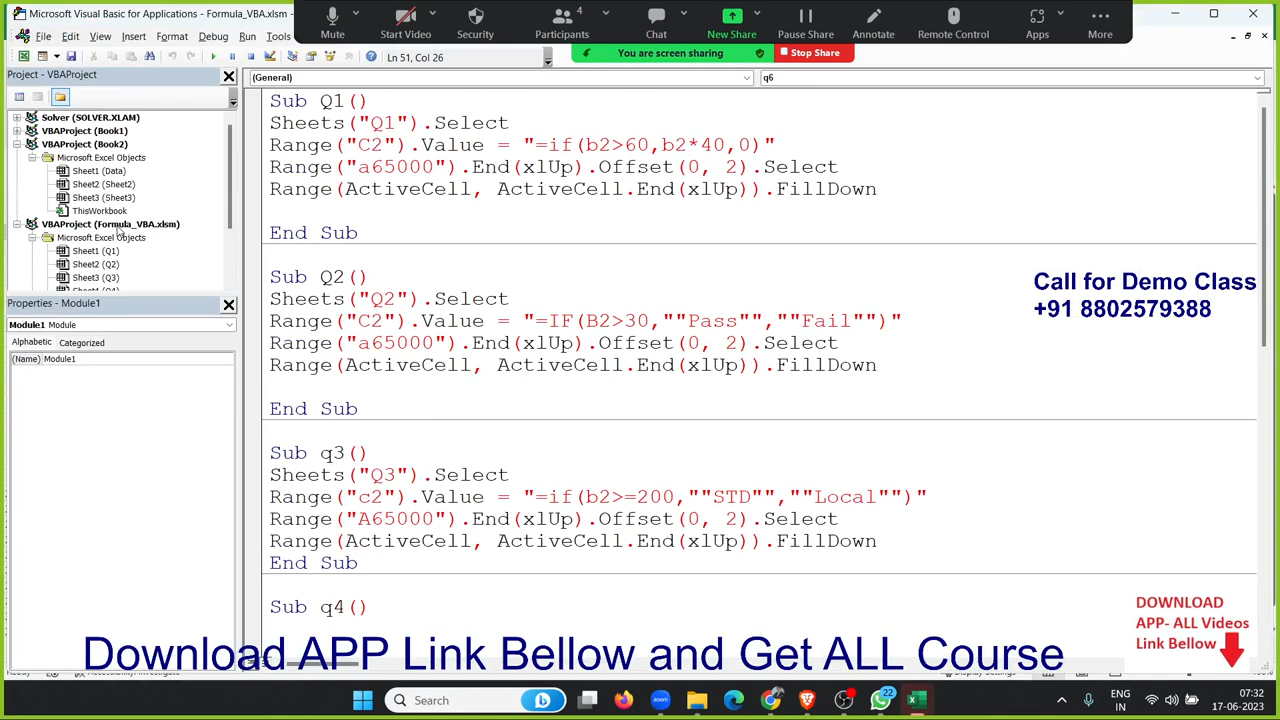 Microsoft Visual Basic for Applications - Formula_VBA.xlsm -
Mute
Start Video
Security
4
Participants
Chat
New Share
Pause Share
Annotate
Remote Control
Apps
More
You are screen sharing
Stop Share
File Edit View Insert Format Debug Run Tools
Ln 51, Col 26
Project - VBAProject
(General)
q6
Solver (SOLVER.XLAM)
VBAProject (Book1)
VBAProject (Book2)
Microsoft Excel Objects
Sheet1 (Data)
Sheet2 (Sheet2)
Sheet3 (Sheet3)
ThisWorkbook
VBAProject (Formula_VBA.xlsm)
Microsoft Excel Objects
Sheet1 (Q1)
Sheet2 (Q2)
Sheet3 (Q3)
Properties - Module1
Module1 Module
Alphabetic Categorized
(Name) Module1
Sub Q1()
Sheets("Q1").Select
Range("C2").Value = "=if(b2>60,b2*40,0)"
Range("a65000").End(xlUp).Offset(0, 2).Select
Range(ActiveCell, ActiveCell.End(xlUp)).FillDown
End Sub
Sub Q2()
Sheets("Q2").Select
Range("C2").Value = "=IF(B2>30,""Pass"",""Fail"")"
Range("a65000").End(xlUp).Offset(0, 2).Select
Range(ActiveCell, ActiveCell.End(xlUp)).FillDown
End Sub
Sub q3()
Sheets("Q3").Select
Range("c2").Value = "=if(b2>=200,""STD"",""Local"")"
Range("A65000").End(xlUp).Offset(0, 2).Select
Range(ActiveCell, ActiveCell.End(xlUp)).FillDown
End Sub
Sub q4()
Call for Demo Class
+91 8802579388
DOWNLOAD
APP- ALL Videos
Link Bellow
Download APP Link Bellow and Get ALL Course
Search
22
ENG
IN
07:32
17-06-2023